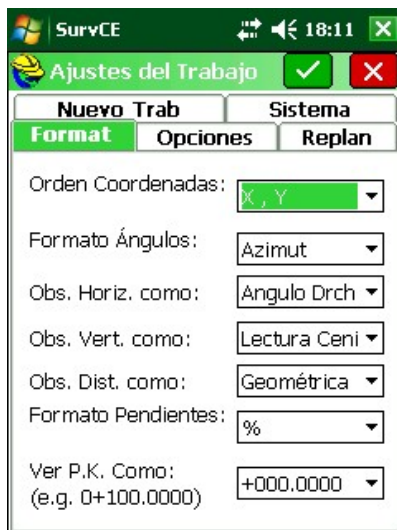 SurvCE 18:11
Ajustes del Trabajo
Nuevo Trab Sistema
Format Opciones Replan
Orden Coordenadas: X , Y
Formato Ángulos: Azimut
Obs. Horiz. como: Angulo Drch
Obs. Vert. como: Lectura Ceni
Obs. Dist. como: Geométrica
Formato Pendientes: %
Ver P.K. Como: +000.0000
(e.g. 0+100.0000)